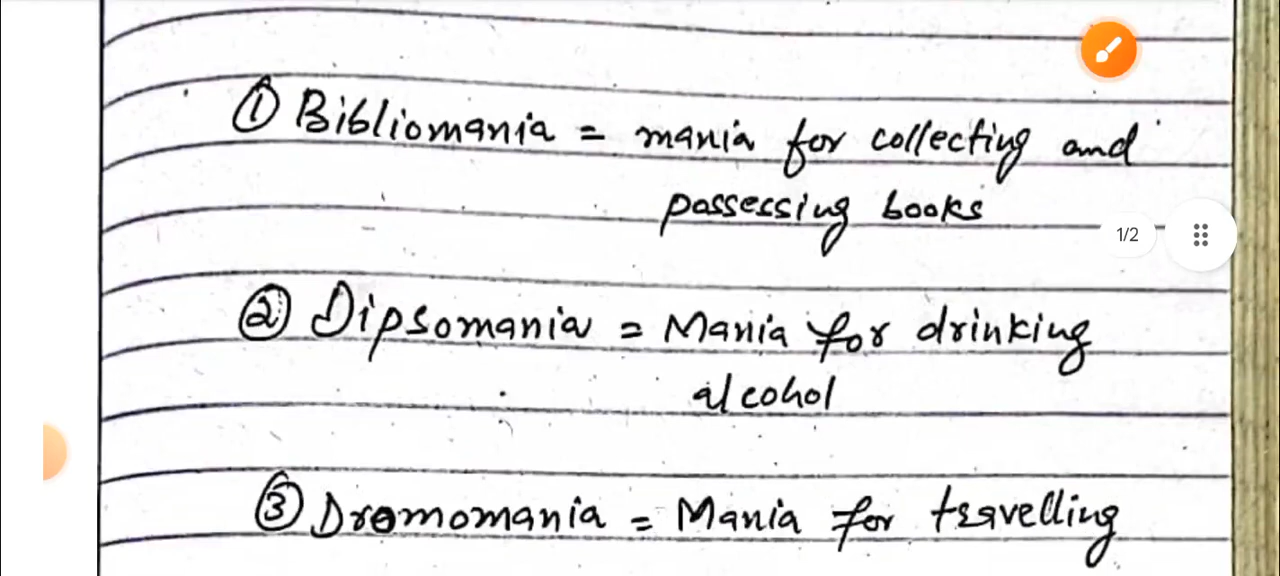 ① Bibliomania = mania for collecting and
possessing books
1/2
② Dipsomania = Mania for drinking
alcohol
③ Dromomania = Mania for travelling